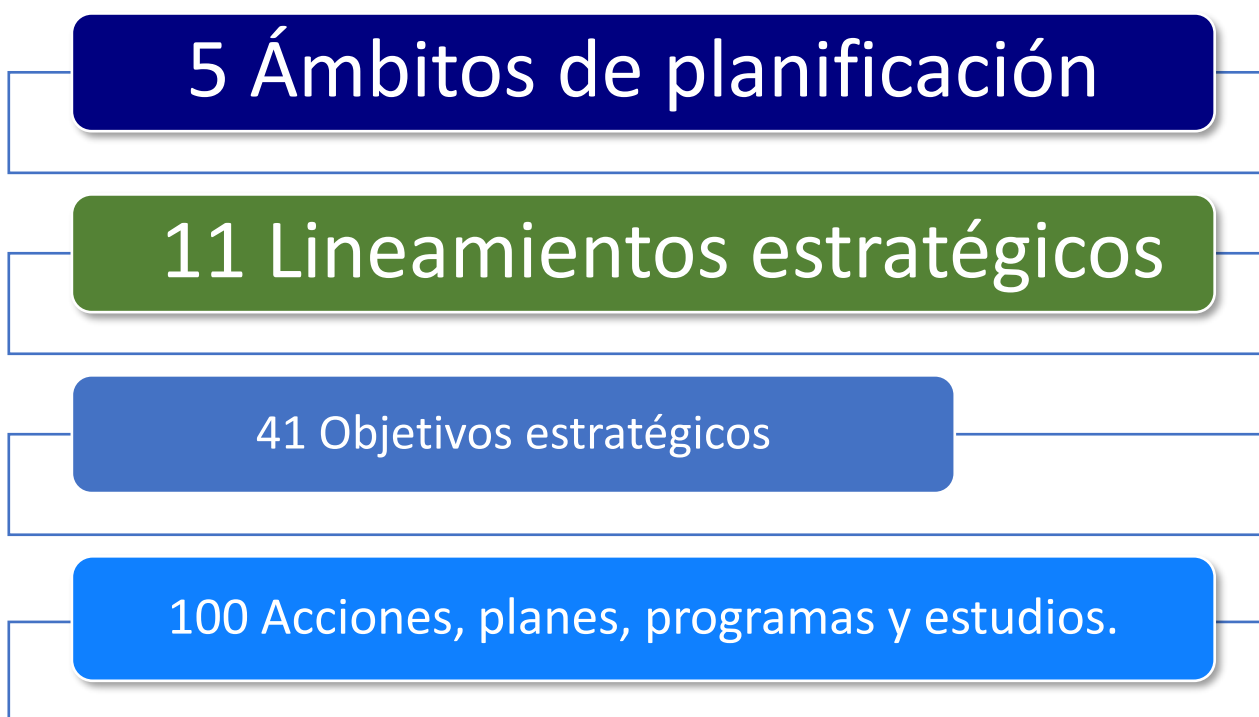 5 Ámbitos de planificación
11 Lineamientos estratégicos
41 Objetivos estratégicos
100 Acciones, planes, programas y estudios.